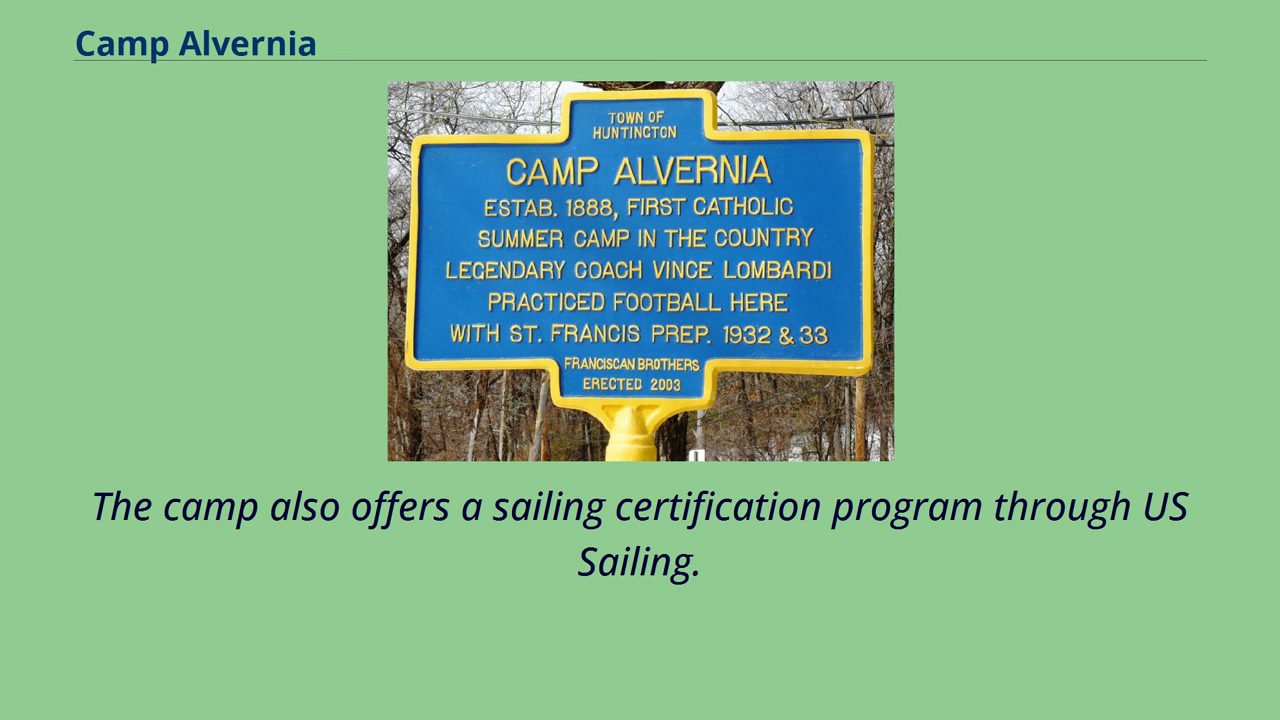 Camp Alvernia
TOWN OF
HUNTINGTON
CAMP ALVERNIA
ESTAB. 1888, FIRST CATHOLIC
SUMMER CAMP IN THE COUNTRY
LEGENDARY COACH VINCE LOMBARDI
PRACTICED FOOTBALL HERE
WITH ST. FRANCIS PREP. 1932 & 33
FRANCISCAN BROTHERS
ERECTED 2003
The camp also offers a sailing certification program through US
Sailing.